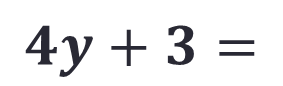 4y + 3 =